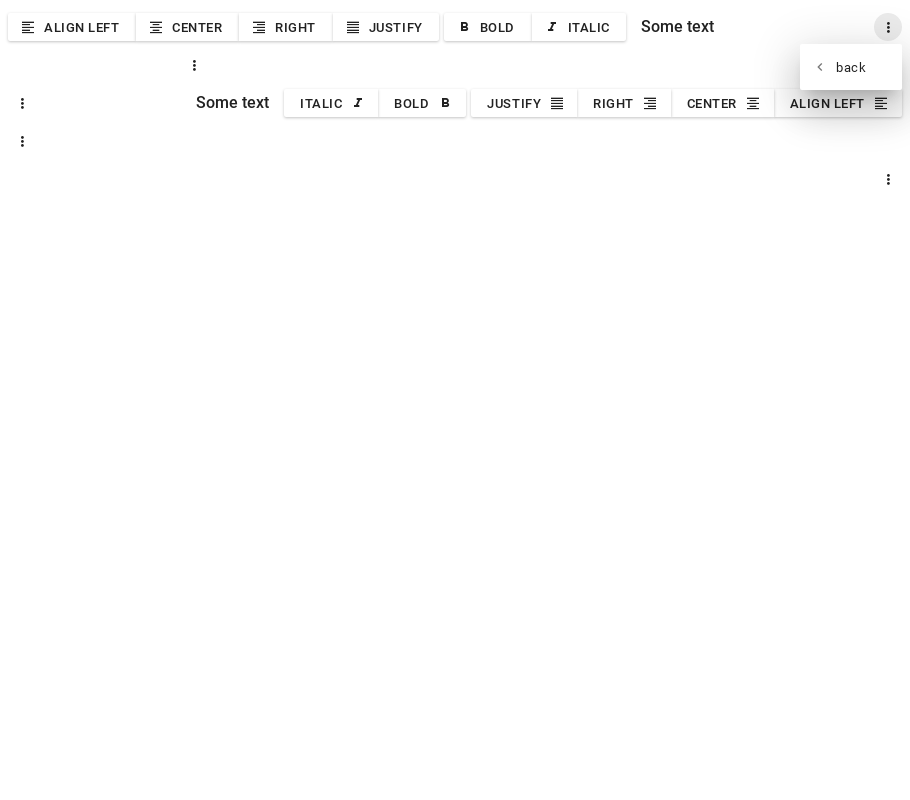 ALIGN LEFT CENTER RIGHT JUSTIFY B BOLD I ITALIC Some text
back
Some text ITALIC I BOLD B JUSTIFY RIGHT CENTER ALIGN LEFT